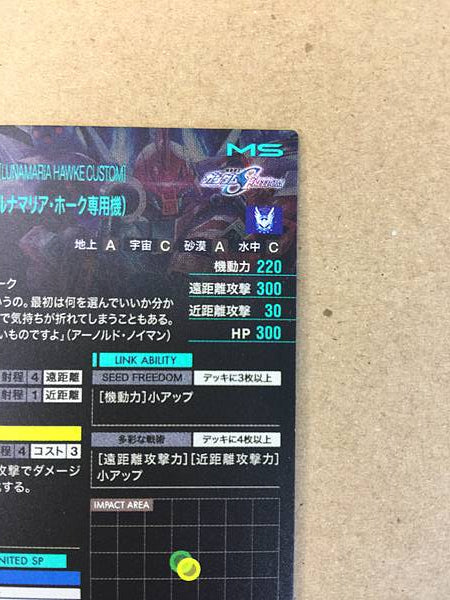 MS
[LUNAMARIA HAWKE CUSTOM]
ルナマリア・ホーク専用機)
地上 A 宇宙 C 砂漠 A 水中 C
機動力 220
遠距離攻撃 300
近距離攻撃 30
HP 300
ーク
いうの。最初は何を選んでいいか分か
で気持ちが折れてしまうこともある。
いものですよ」(アーノルド・ノイマン)
LINK ABILITY
射程 4 遠距離
SEED FREEDOM デッキに3枚以上
射程 1 近距離
[機動力]小アップ
程 4 コスト 3
多彩な戦術 デッキに4枚以上
攻撃でダメージ
[遠距離攻撃力][近距離攻撃力]
する。
小アップ
IMPACT AREA
NITED SP